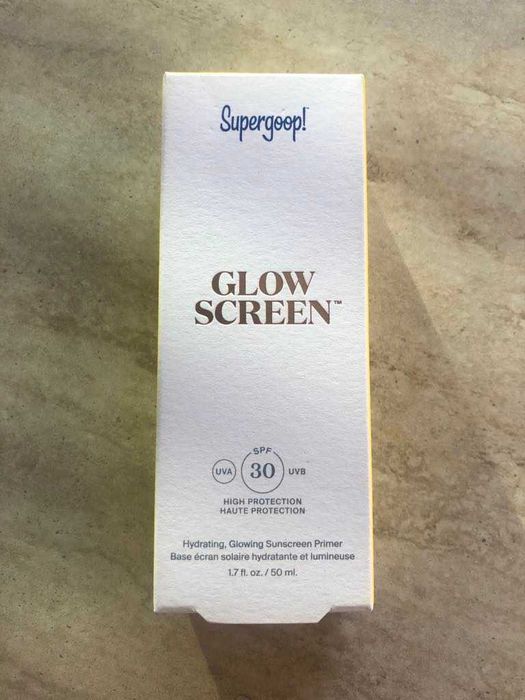 Supergoop!™
GLOW
SCREEN™
SPF
UVA 30 UVB
HIGH PROTECTION
HAUTE PROTECTION
Hydrating, Glowing Sunscreen Primer
Base écran solaire hydratante et lumineuse
1.7 fl. oz. / 50 ml.